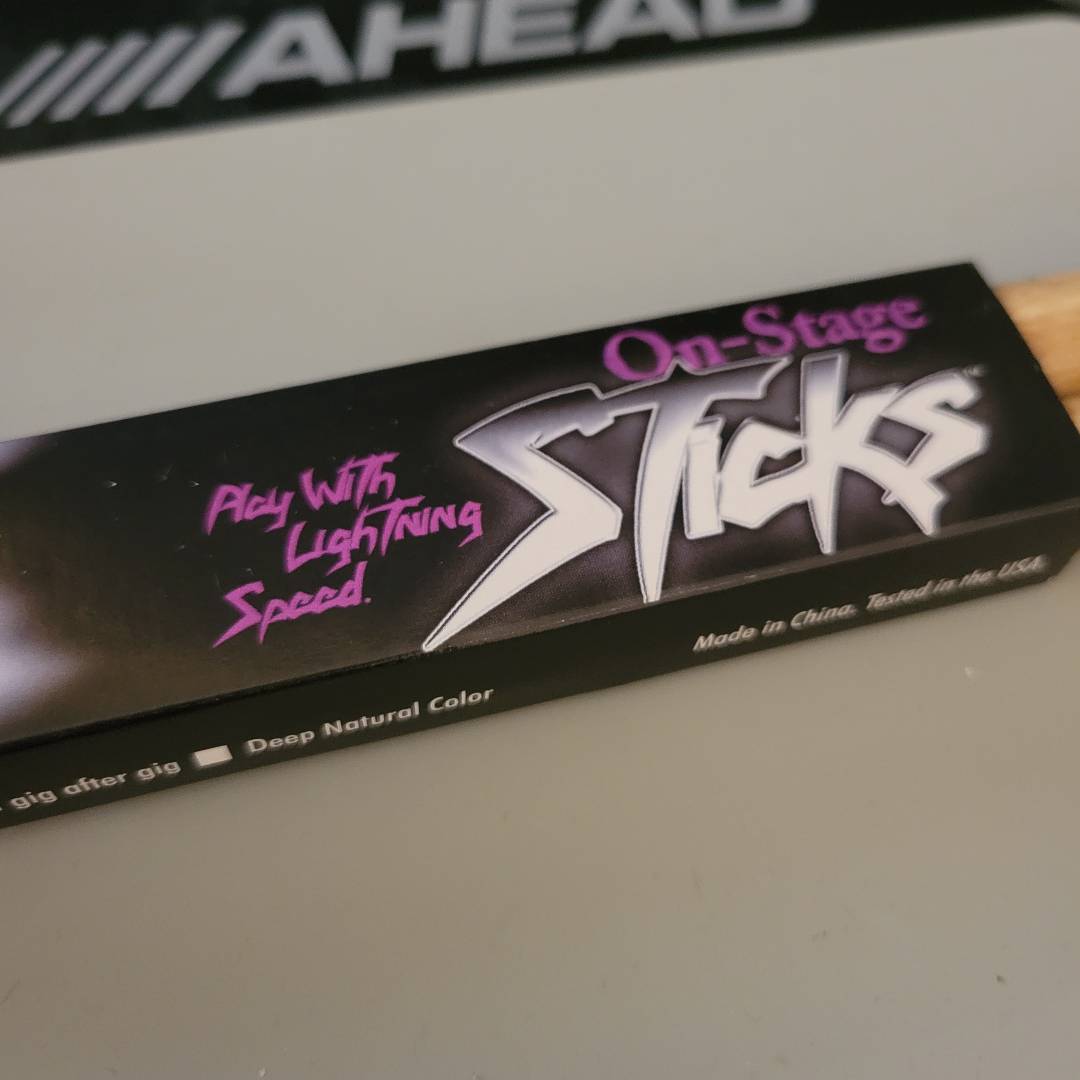 AHEAD
On-Stage
STicks™
Play With
LighTning
Speed.
Made in China. Tested in the USA.
gig after gig Deep Natural Color